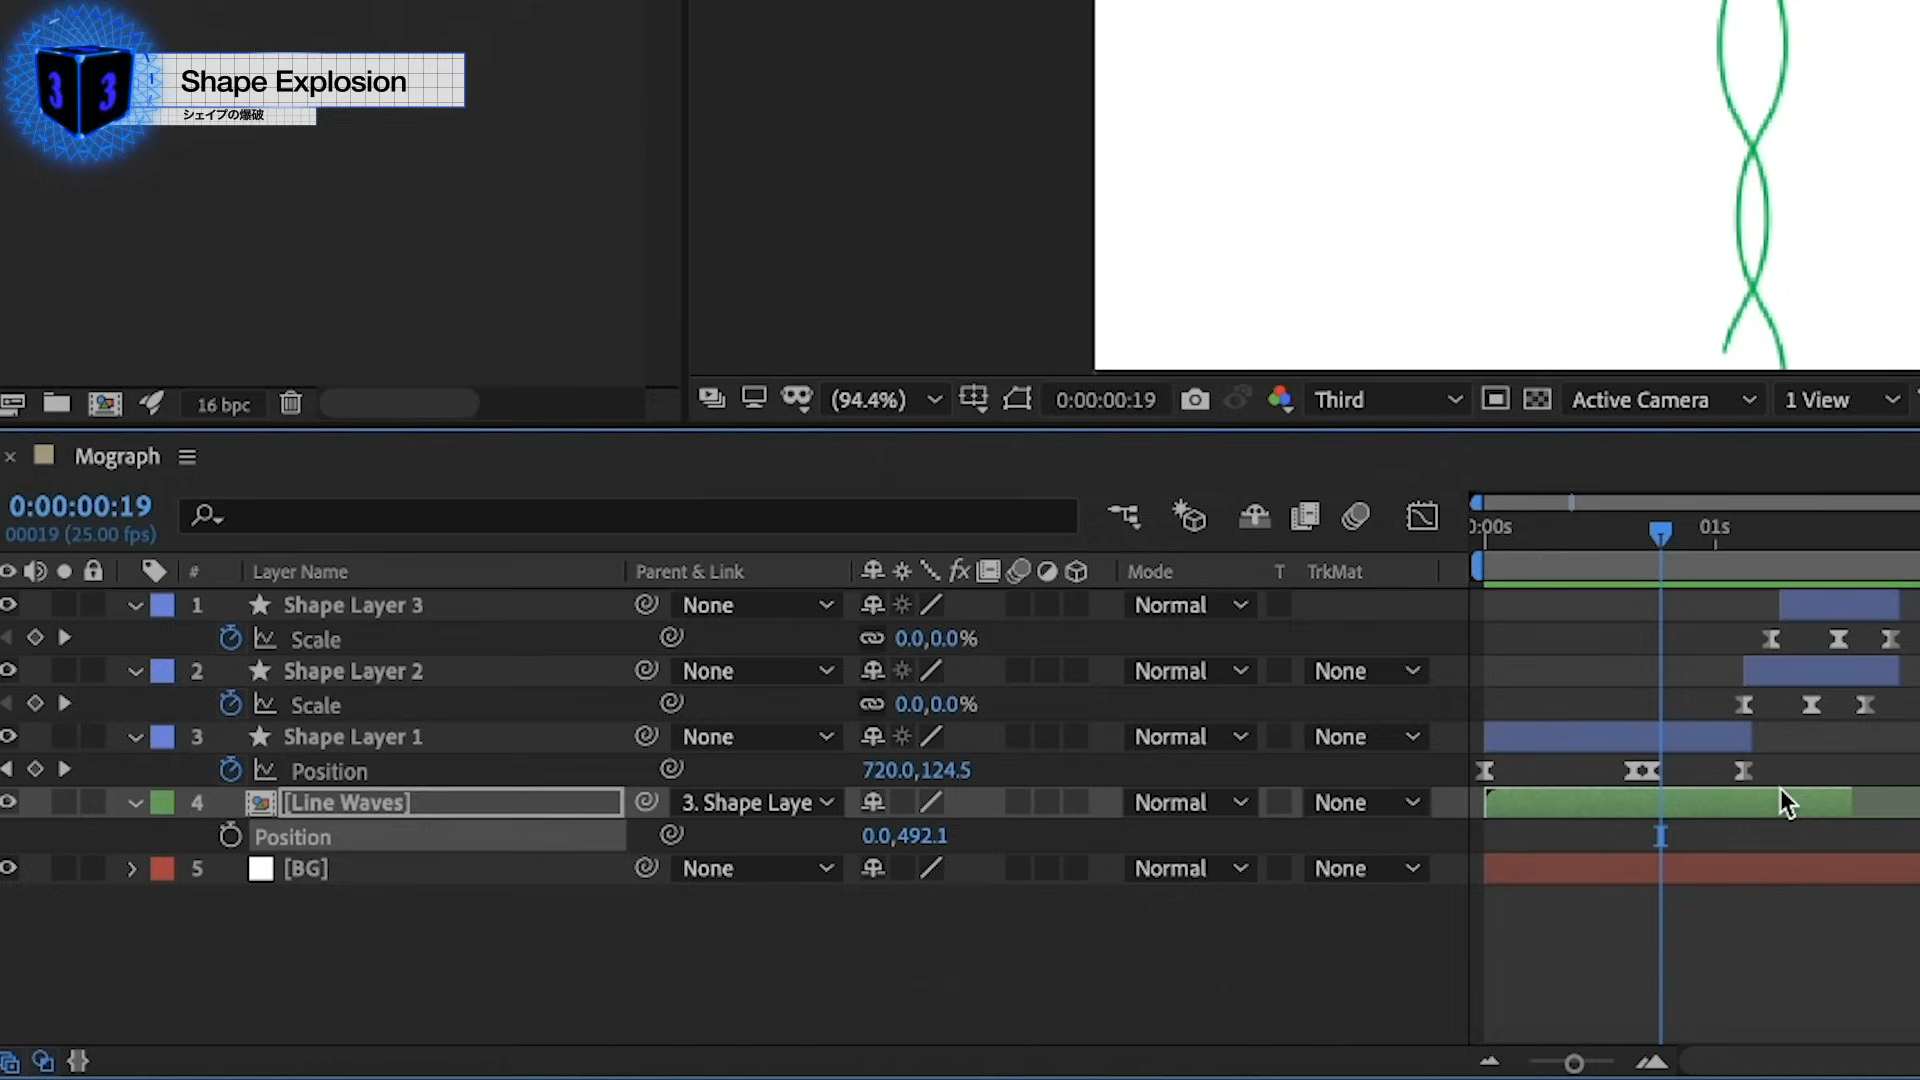 3 3
Shape Explosion
シェイプの爆破
16 bpc
(94.4%)
0:00:00:19
Third
Active Camera
1 View
× Mograph
0:00:00:19
00019 (25.00 fps)
0:00s
01s
# Layer Name Parent & Link fx Mode T TrkMat
1 Shape Layer 3 None Normal
Scale 0.0,0.0%
2 Shape Layer 2 None Normal None
Scale 0.0,0.0%
3 Shape Layer 1 None Normal None
Position 720.0,124.5
4 [Line Waves] 3. Shape Laye Normal None
Position 0.0,492.1
5 [BG] None Normal None